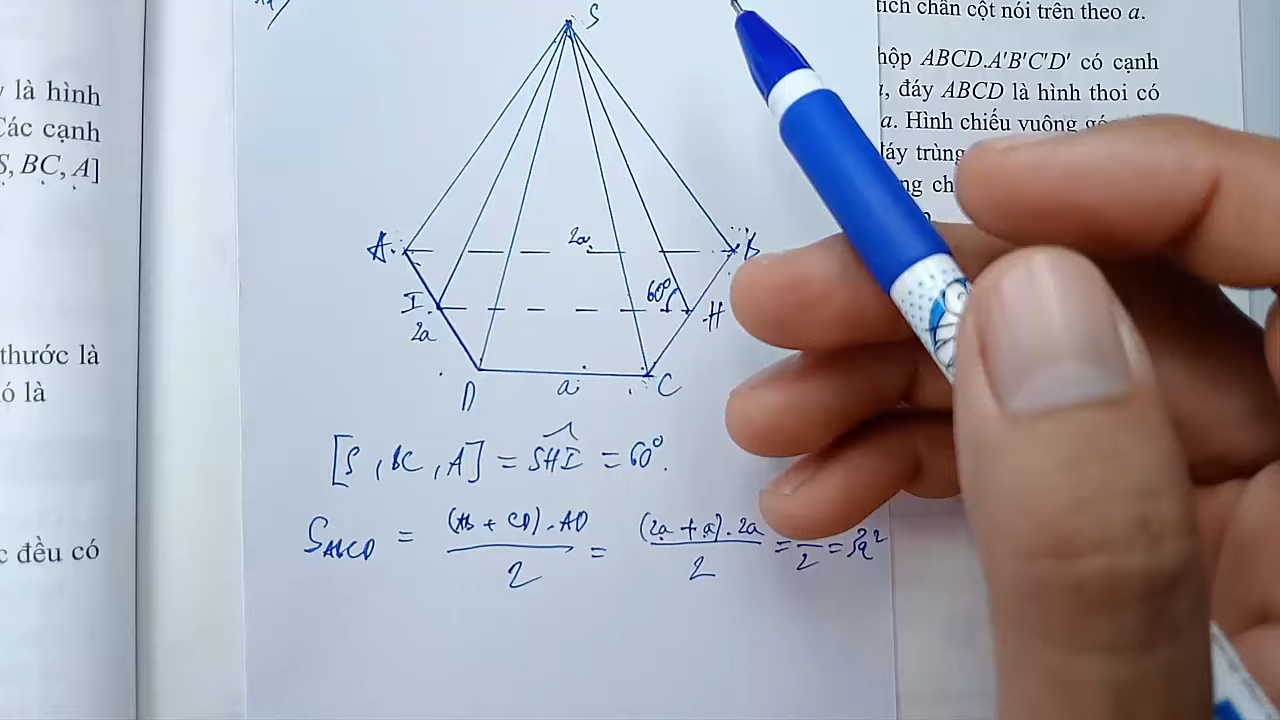 S
A
2a
B
I
60°
H
2a
D
a
C
[S, BC, A] = SHI = 60°.
S_ABCD = (AB + CD) . AD / 2 = (2a + a) . 2a / 2 = / 2 = 3a²
là hình
Các cạnh
S, BC, A]
thước là
ó là
c đều có
tích chân cột nói trên theo a.
hộp ABCD.A'B'C'D' có cạnh
, đáy ABCD là hình thoi có
a. Hình chiếu vuông
đáy trùng
ng